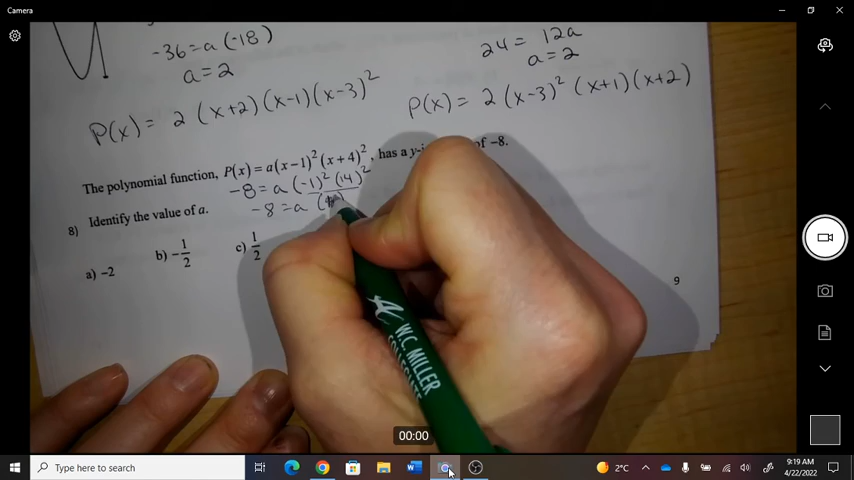 Camera
-36 = a (-18)
a = 2
24 = 12a
a = 2
P(x) = 2 (x+2)(x-1)(x-3)²
P(x) = 2 (x-3)² (x+1)(x+2)
The polynomial function, P(x) = a(x−1)²(x+4)², has a y-i of −8.
-8 = a (-1)² (14)²
8) Identify the value of a.
-8 = a (
a) −2
b) −1/2
c) 1/2
9
W.C. MILLER
00:00
Type here to search
2°C
9:19 AM
4/22/2022